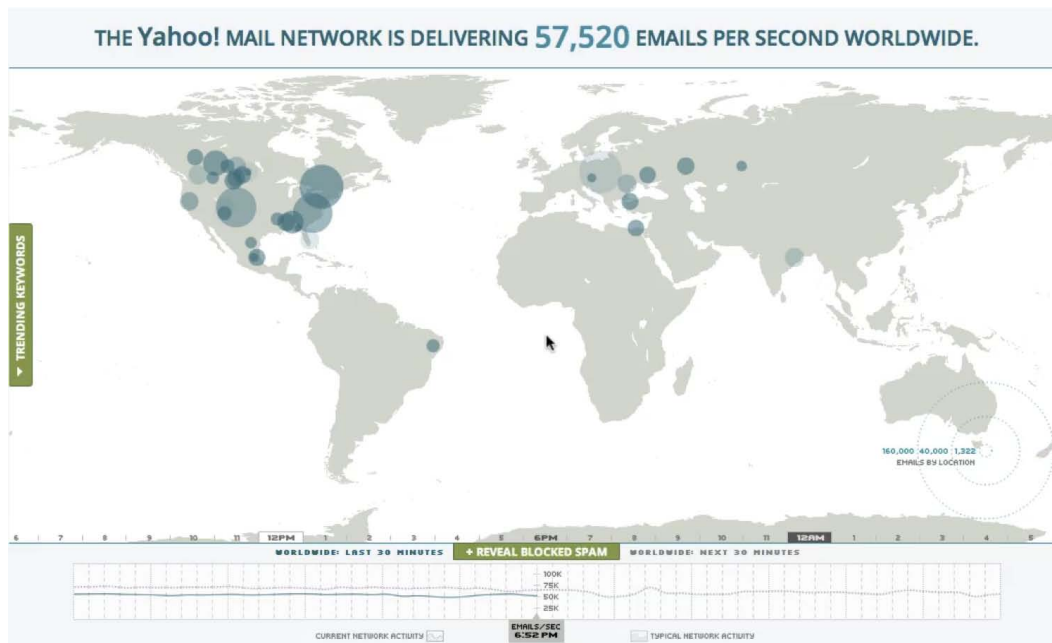 THE Yahoo! MAIL NETWORK IS DELIVERING 57,520 EMAILS PER SECOND WORLDWIDE.
TRENDING KEYWORDS
160,000 40,000 1,322
EMAILS BY LOCATION
6 7 8 9 10 11 12PM 1 2 3 4 5 6PM 7 8 9 10 11 12AM 1 2 3 4 5
WORLDWIDE: LAST 30 MINUTES + REVEAL BLOCKED SPAM WORLDWIDE: NEXT 30 MINUTES
100K
75K
50K
25K
EMAILS/SEC
6:52 PM
CURRENT NETWORK ACTIVITY TYPICAL NETWORK ACTIVITY